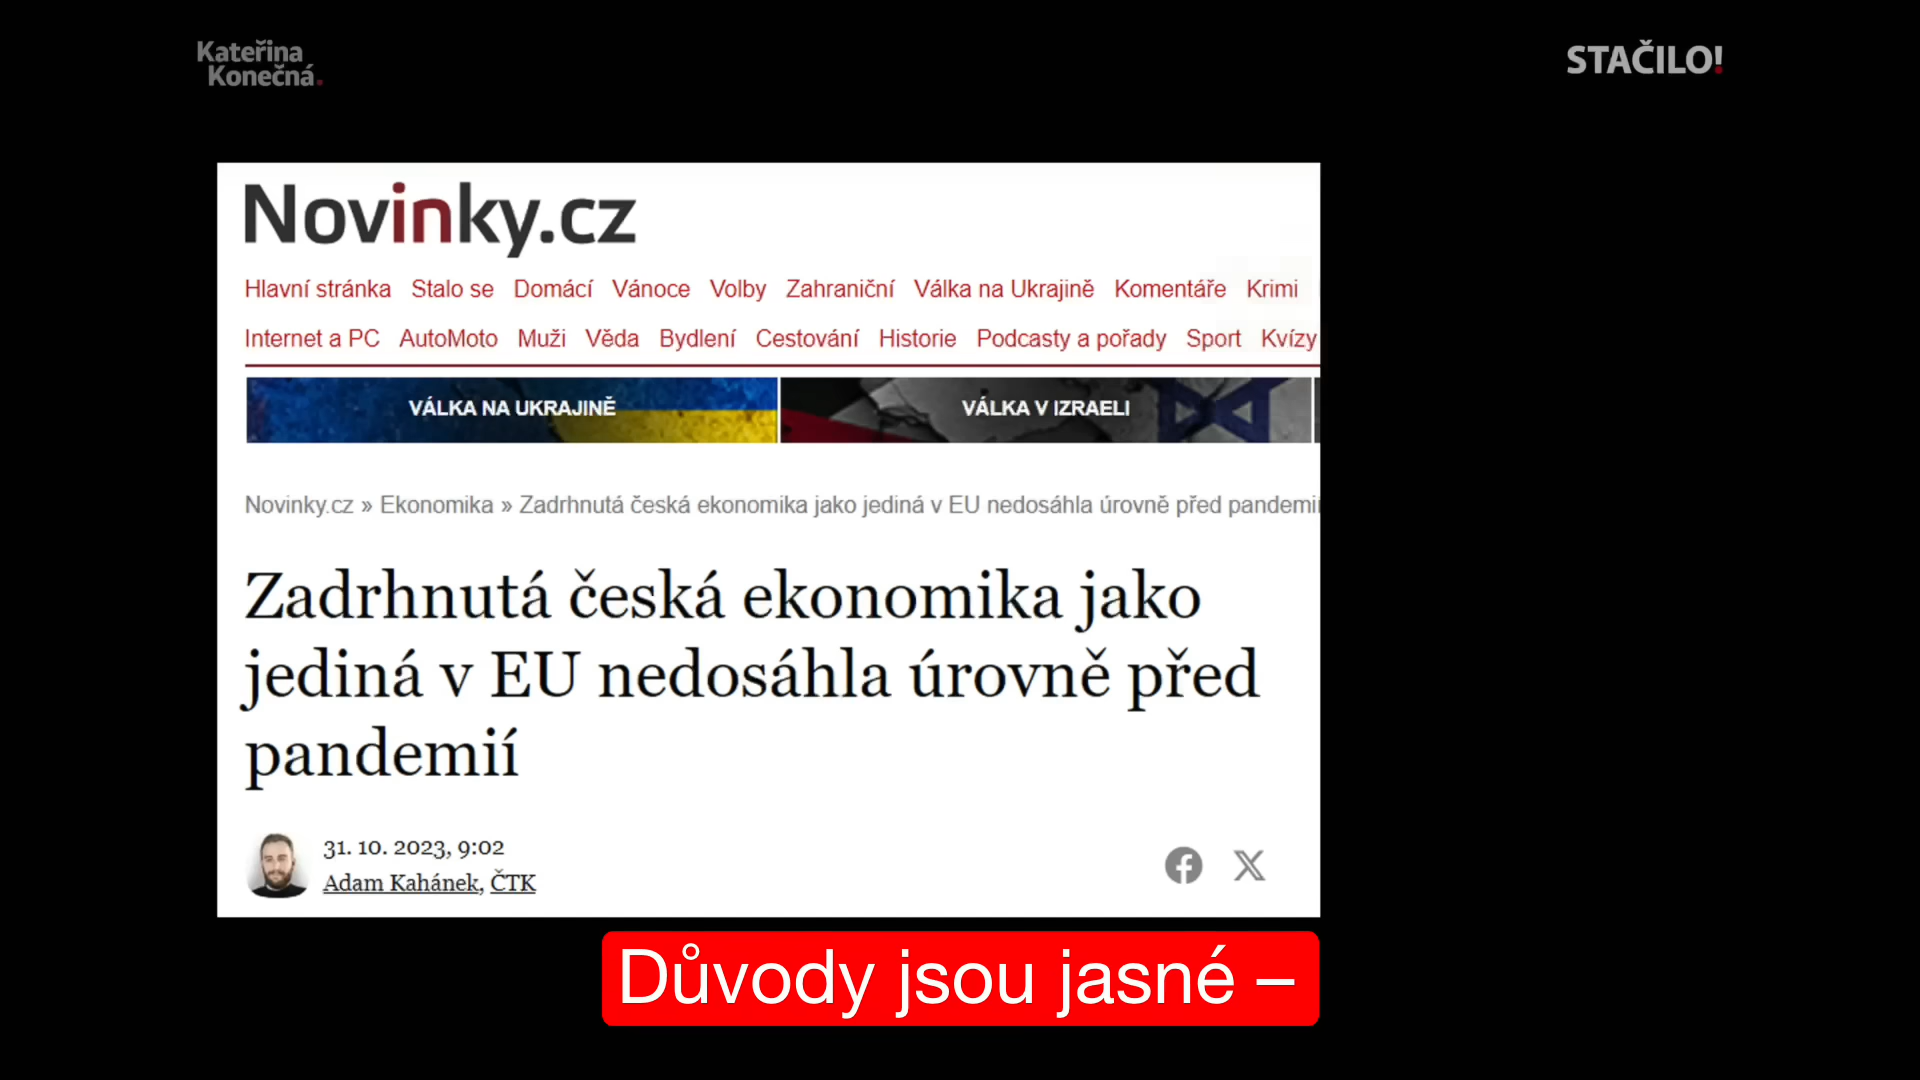 Kateřina
Konečná.
STAČILO!
Novinky.cz
Hlavní stránka Stalo se Domácí Vánoce Volby Zahraniční Válka na Ukrajině Komentáře Krimi
Internet a PC AutoMoto Muži Věda Bydlení Cestování Historie Podcasty a pořady Sport Kvízy
VÁLKA NA UKRAJINĚ VÁLKA V IZRAELI
Novinky.cz » Ekonomika » Zadrhnutá česká ekonomika jako jediná v EU nedosáhla úrovně před pandemií
Zadrhnutá česká ekonomika jako
jediná v EU nedosáhla úrovně před
pandemií
31. 10. 2023, 9:02
Adam Kahánek, ČTK
Důvody jsou jasné –